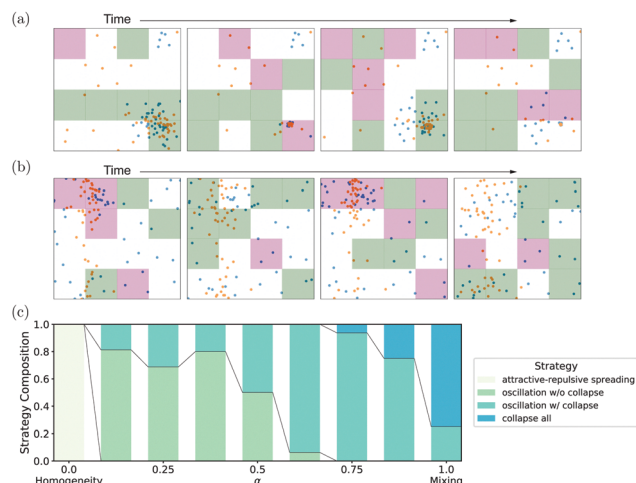 (a)
Time
(b)
Time
(c)
Strategy Composition
1.0
0.8
0.6
0.4
0.2
0.0
0.0 0.25 0.5 0.75 1.0
Homogeneity α Mixing
Strategy
attractive-repulsive spreading
oscillation w/o collapse
oscillation w/ collapse
collapse all